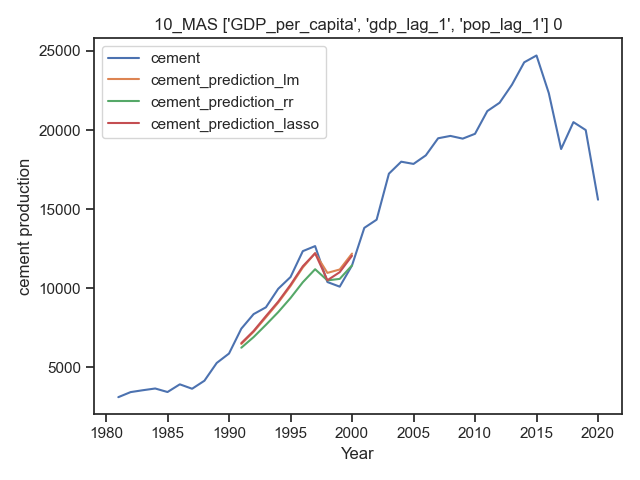 10_MAS ['GDP_per_capita', 'gdp_lag_1', 'pop_lag_1'] 0
cement
cement_prediction_lm
cement_prediction_rr
cement_prediction_lasso
25000
20000
15000
10000
5000
cement production
1980 1985 1990 1995 2000 2005 2010 2015 2020
Year